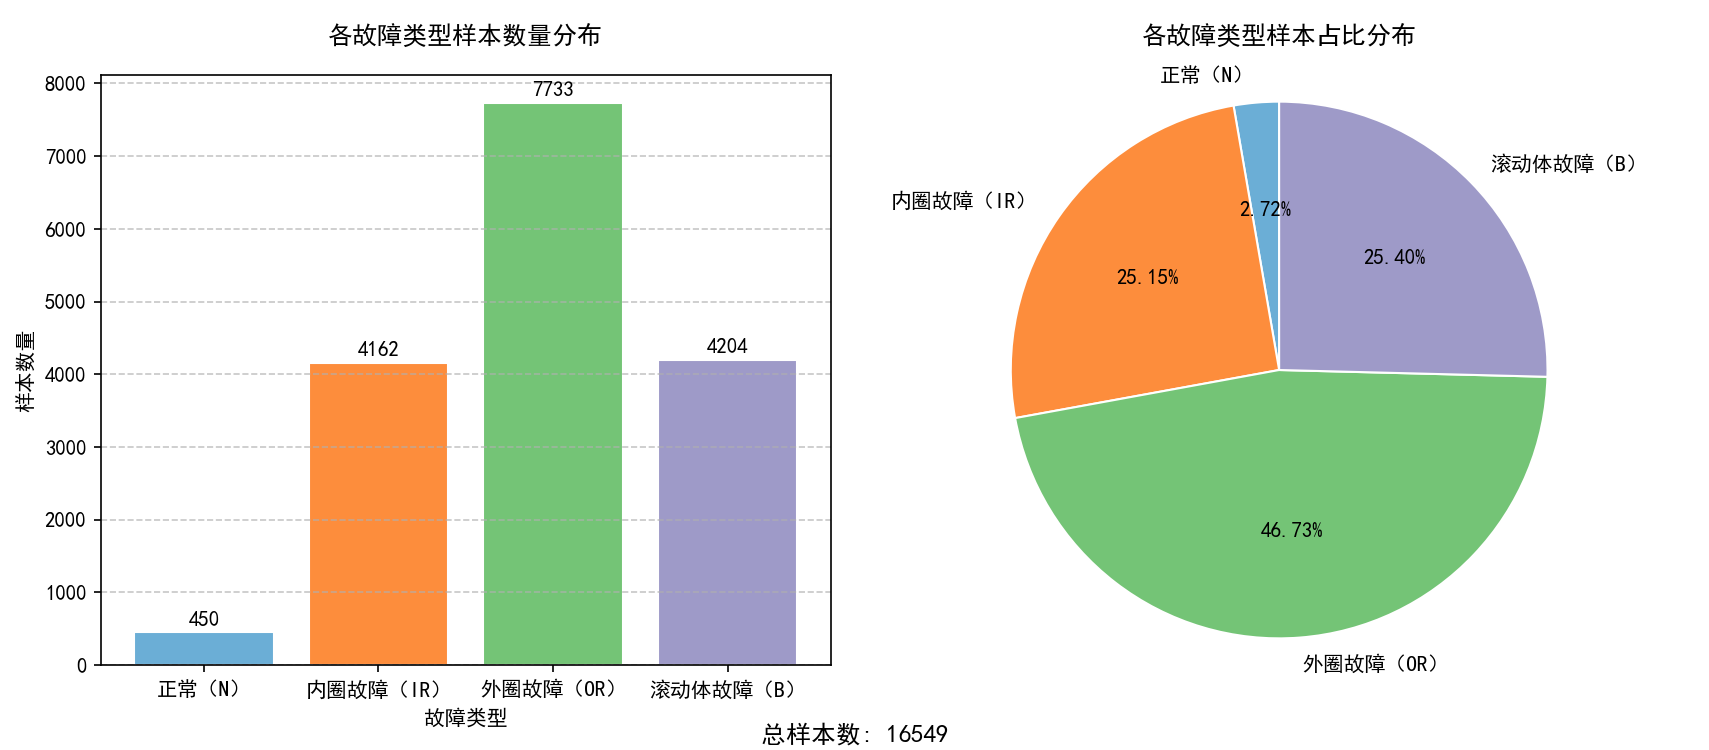 各故障类型样本数量分布
8000
7000
6000
5000
4000
3000
2000
1000
0
样本数量
450
4162
7733
4204
正常（N）
内圈故障（IR）
外圈故障（OR）
滚动体故障（B）
故障类型
各故障类型样本占比分布
正常（N）
内圈故障（IR）
外圈故障（OR）
滚动体故障（B）
2.72%
25.15%
46.73%
25.40%
总样本数: 16549